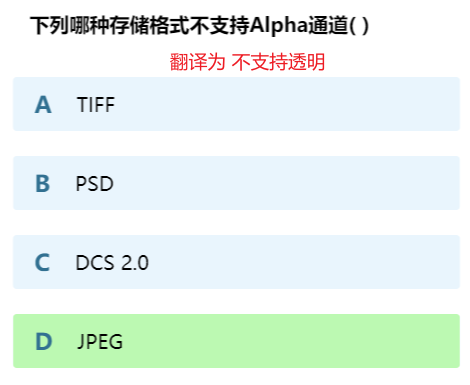 下列哪种存储格式不支持Alpha通道( )
翻译为 不支持透明
A TIFF
B PSD
C DCS 2.0
D JPEG